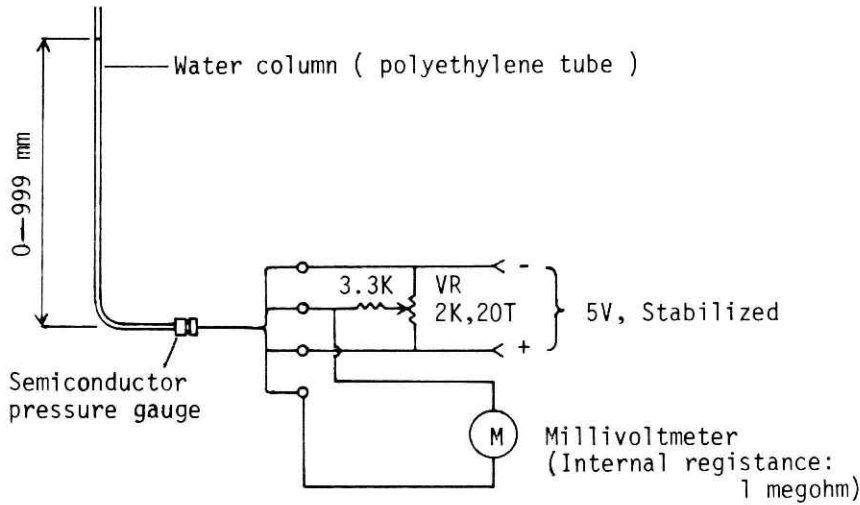 Water column ( polyethylene tube )
0—999 mm
3.3K
VR
2K,20T
-
+
5V, Stabilized
Semiconductor
pressure gauge
M
Millivoltmeter
(Internal registance:
1 megohm)